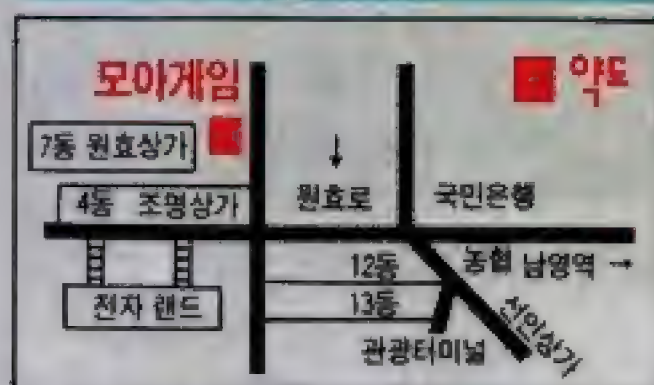 모아게임
약도
7동 원효상가
4동 조명상가
원효로
국민은행
12동
농협 남영역 →
전자랜드
13동
선인상가
관광터미널